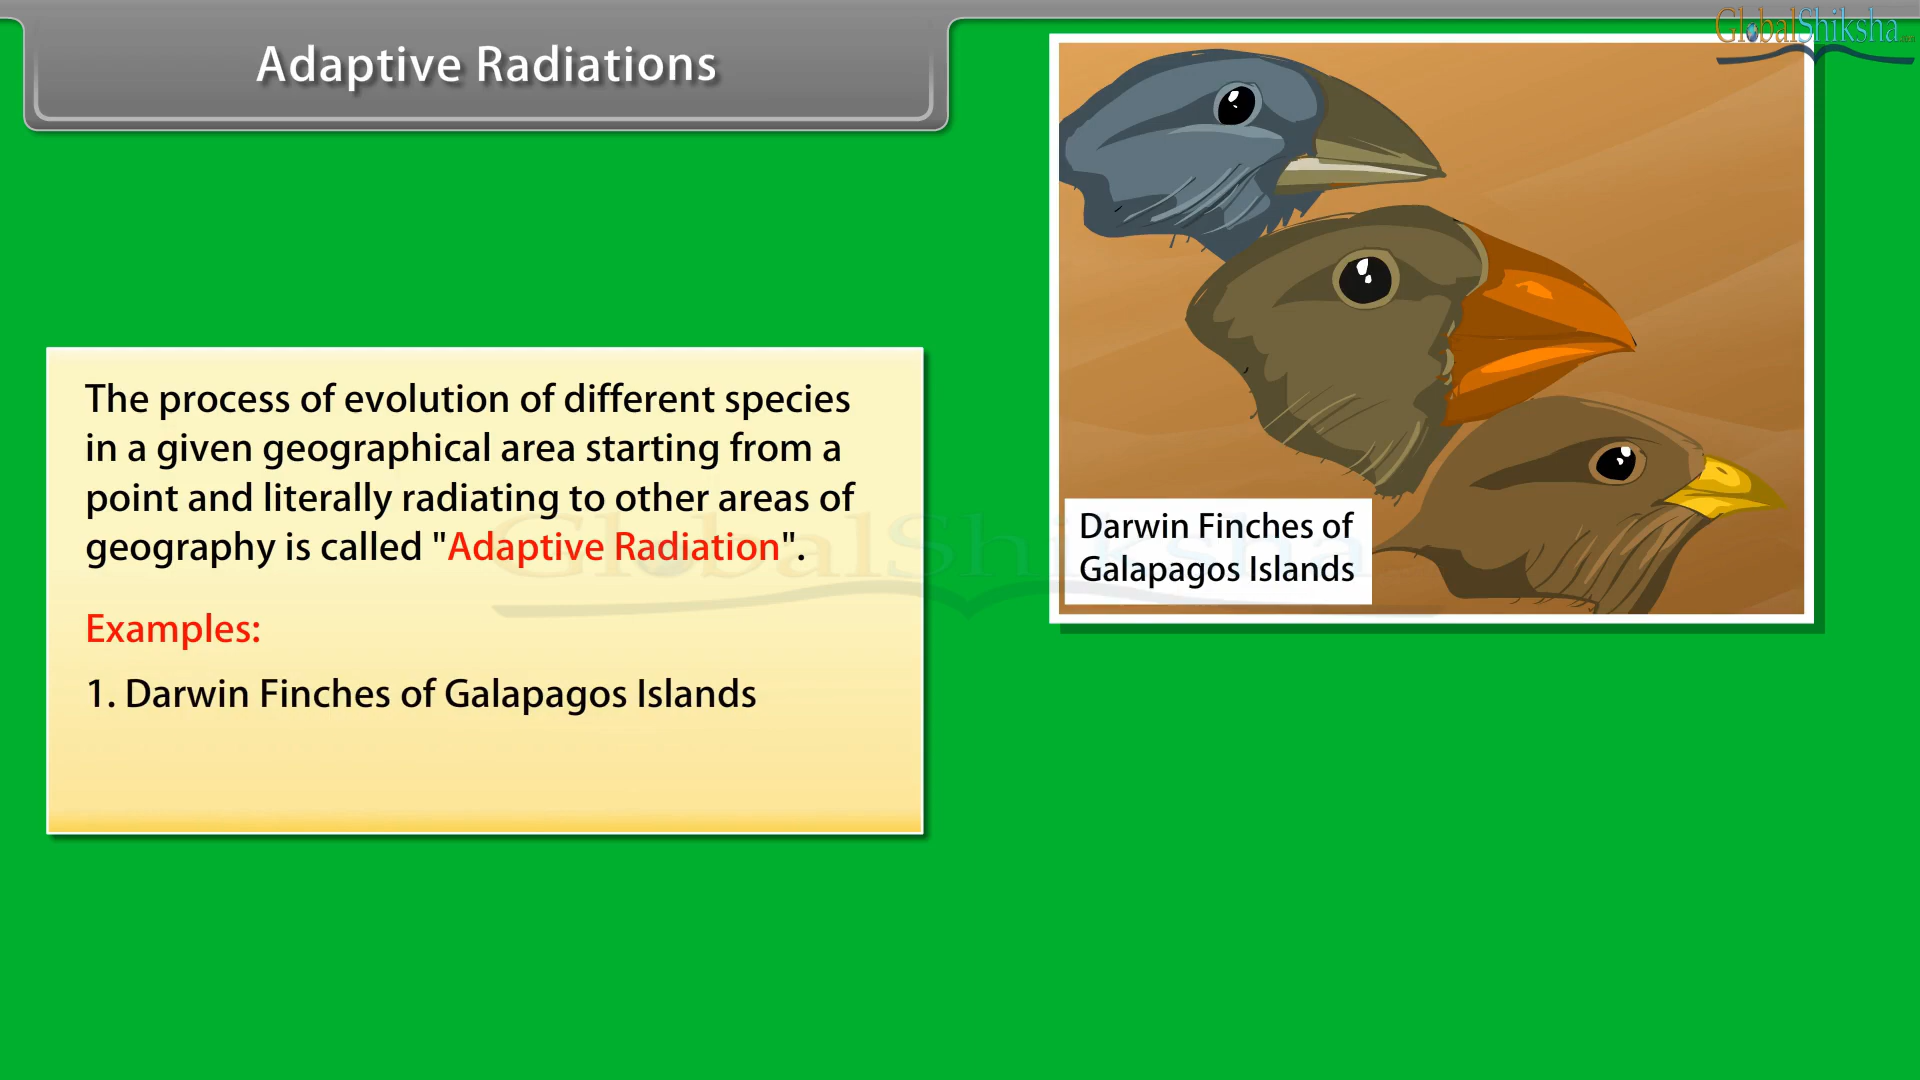 Adaptive Radiations
GlobalShiksha
The process of evolution of different species
in a given geographical area starting from a
point and literally radiating to other areas of
geography is called "Adaptive Radiation".
Examples:
1. Darwin Finches of Galapagos Islands
Darwin Finches of
Galapagos Islands
GlobalShiksha